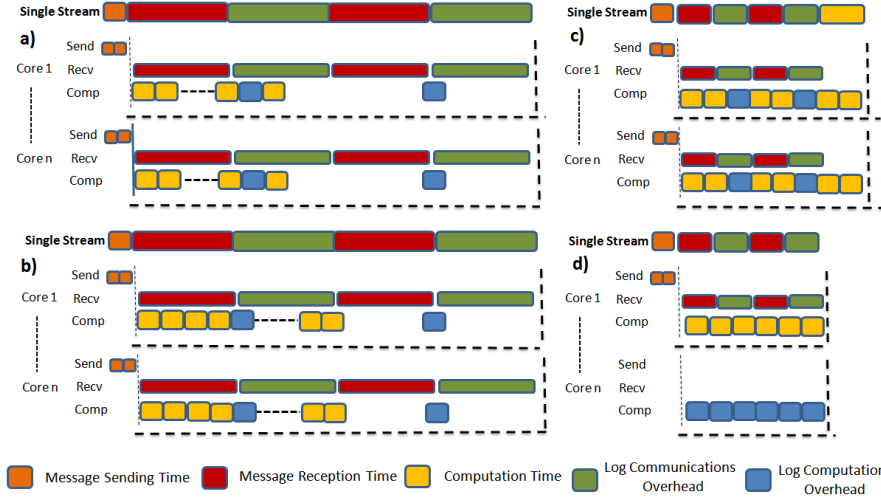 Single Stream
a)
Send
Core 1
Recv
Comp
Send
Core n
Recv
Comp
Single Stream
b)
Send
Core 1
Recv
Comp
Send
Core n
Recv
Comp
Single Stream
c)
Send
Core 1
Recv
Comp
Send
Core n
Recv
Comp
Single Stream
d)
Send
Core 1
Recv
Comp
Send
Core n
Recv
Comp
Message Sending Time
Message Reception Time
Computation Time
Log Communications
Overhead
Log Computation
Overhead